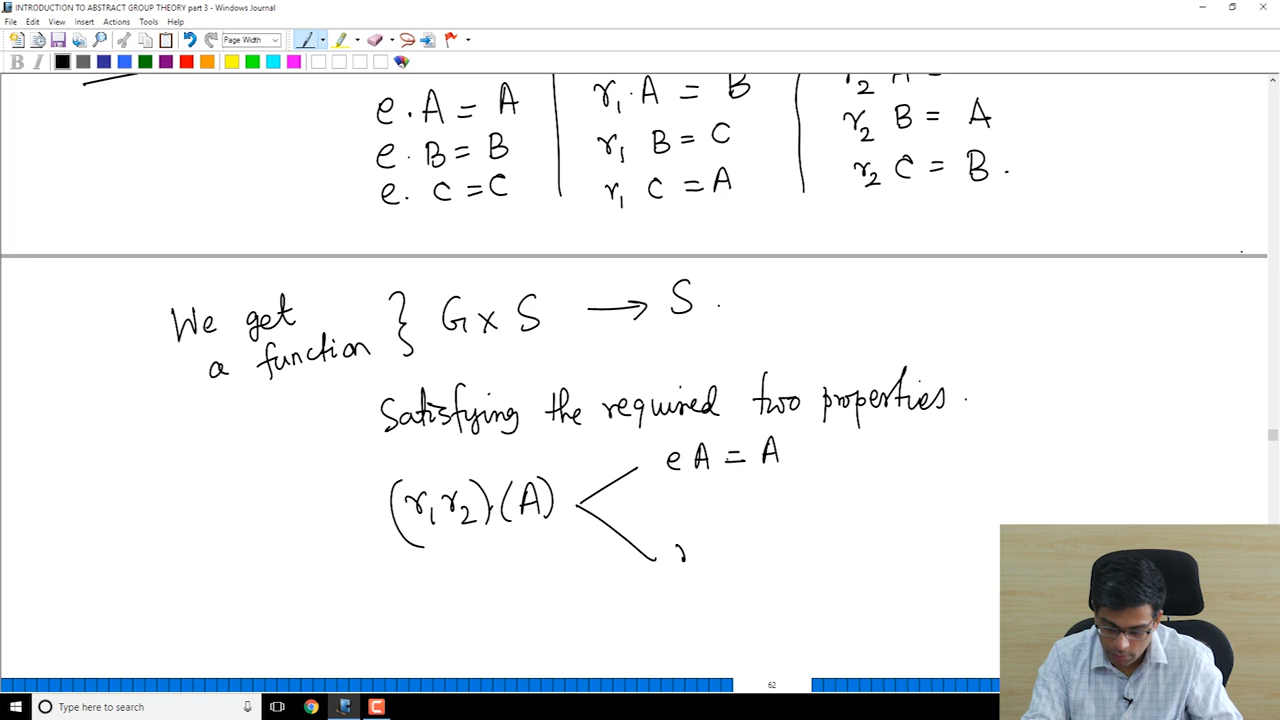 INTRODUCTION TO ABSTRACT GROUP THEORY part 3 - Windows Journal
File Edit View Insert Actions Tools Help
Page Width
B I
e . A = A
e . B = B
e . C = C
r₁ . A = B
r₁ B = C
r₁ C = A
r₂ A =
r₂ B = A
r₂ C = B .
We get
a function } G × S → S .
Satisfying the required two properties .
e A = A
(r₁ r₂) . (A)
62
Type here to search